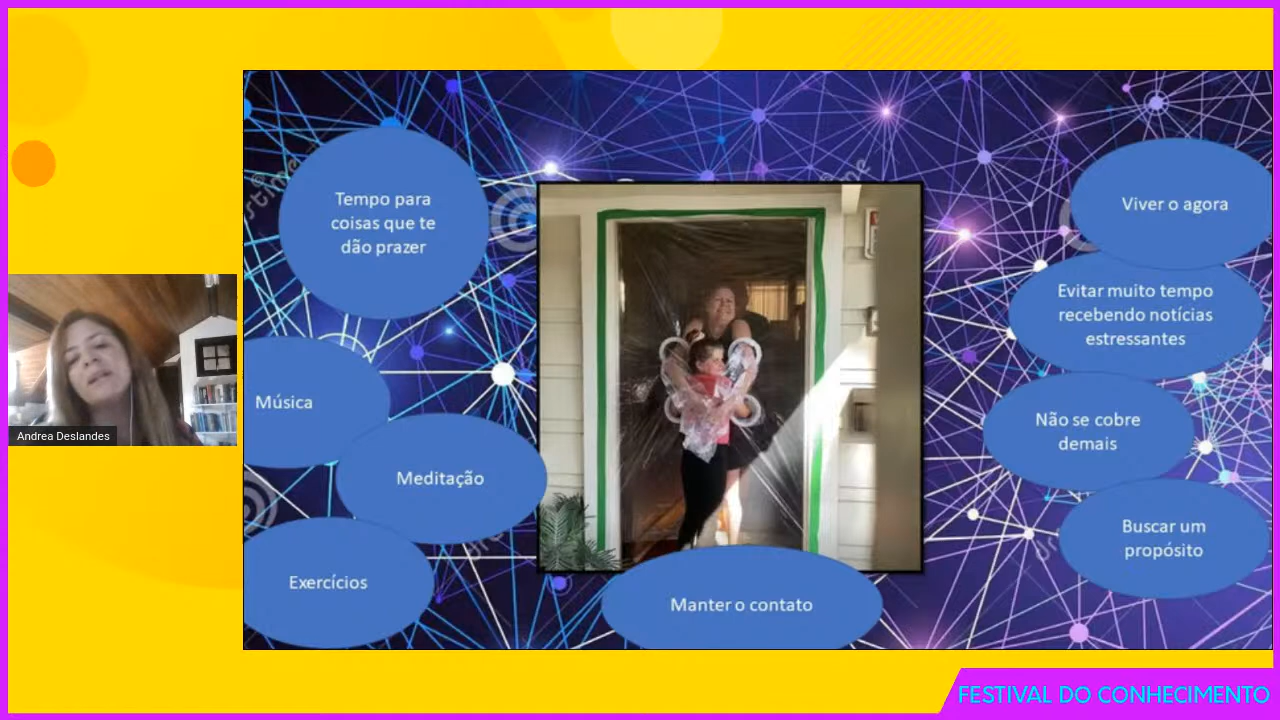 Tempo para
coisas que te
dão prazer
Música
Meditação
Exercícios
Manter o contato
Viver o agora
Evitar muito tempo
recebendo notícias
estressantes
Não se cobre
demais
Buscar um
propósito
Andrea Deslandes
FESTIVAL DO CONHECIMENTO